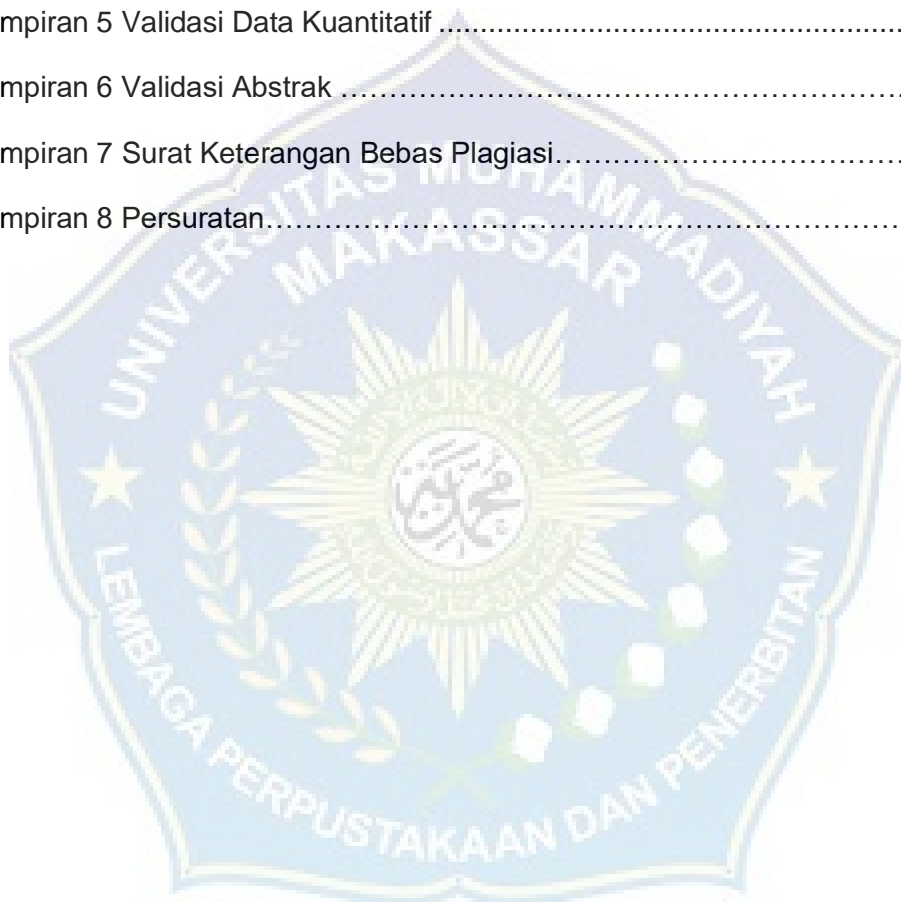 mpiran 5 Validasi Data Kuantitatif ......................................................
mpiran 6 Validasi Abstrak ……………………………………………………
mpiran 7 Surat Keterangan Bebas Plagiasi……………………………………
mpiran 8 Persuratan……………………………………………………………
UNIVERSITAS MUHAMMADIYAH
MAKASSAR
LEMBAGA PERPUSTAKAAN DAN PENERBITAN